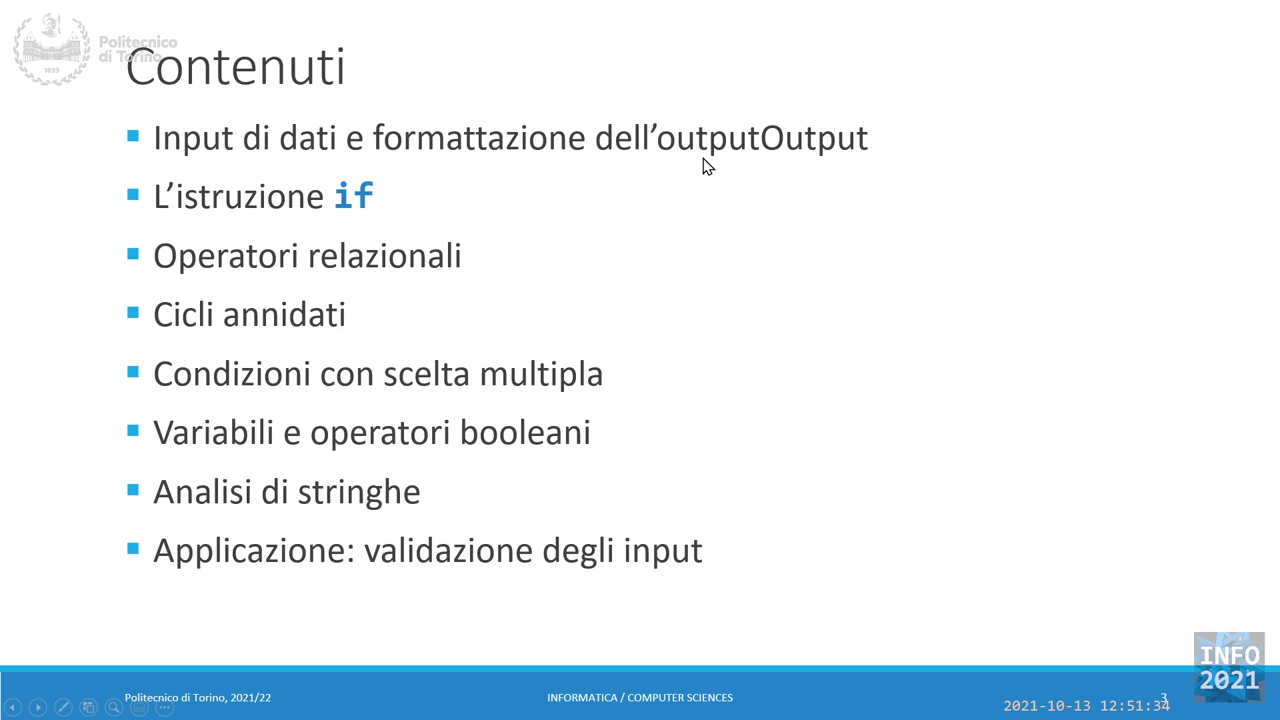 Politecnico
di Torino
1859
Contenuti
Input di dati e formattazione dell’outputOutput
L’istruzione if
Operatori relazionali
Cicli annidati
Condizioni con scelta multipla
Variabili e operatori booleani
Analisi di stringhe
Applicazione: validazione degli input
INFO
2021
Politecnico di Torino, 2021/22
INFORMATICA / COMPUTER SCIENCES
3
2021-10-13 12:51:34